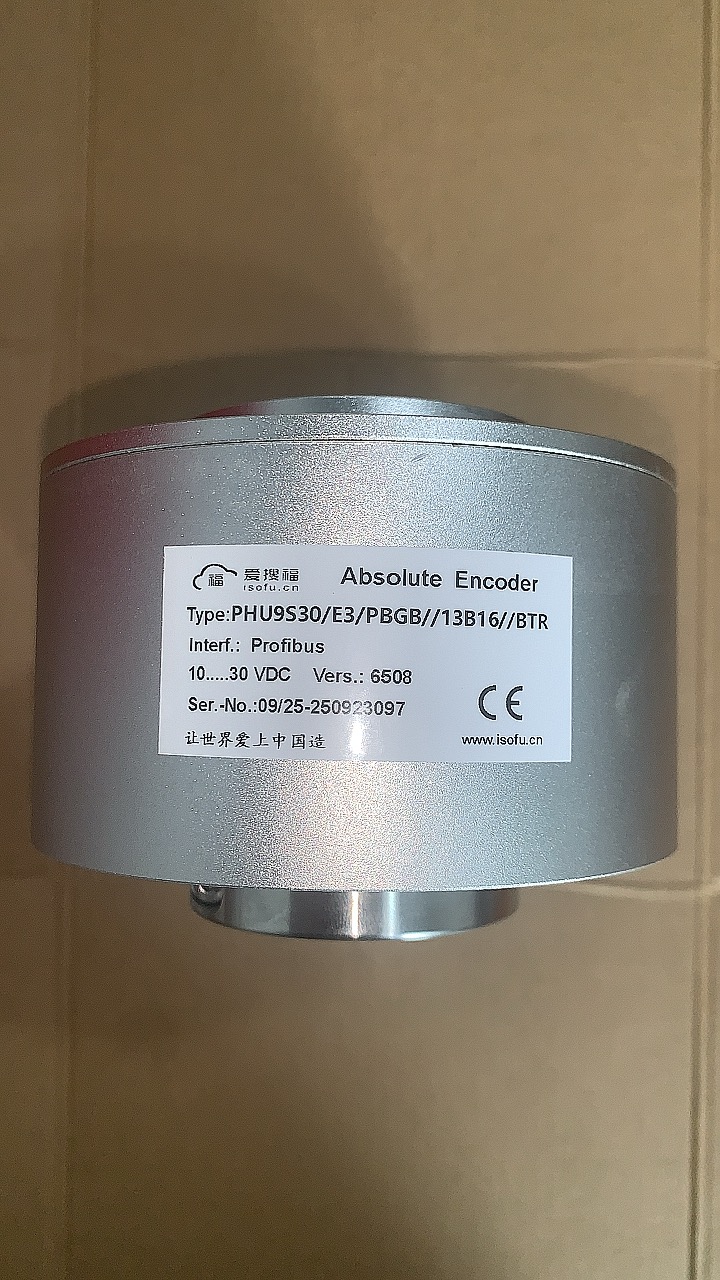 福 爱搜福 Absolute Encoder
isofu.cn
Type:PHU9S30/E3/PBGB//13B16//BTR
Interf.: Profibus
10.....30 VDC Vers.: 6508
Ser.-No.:09/25-250923097 CE
让世界爱上中国造 www.isofu.cn